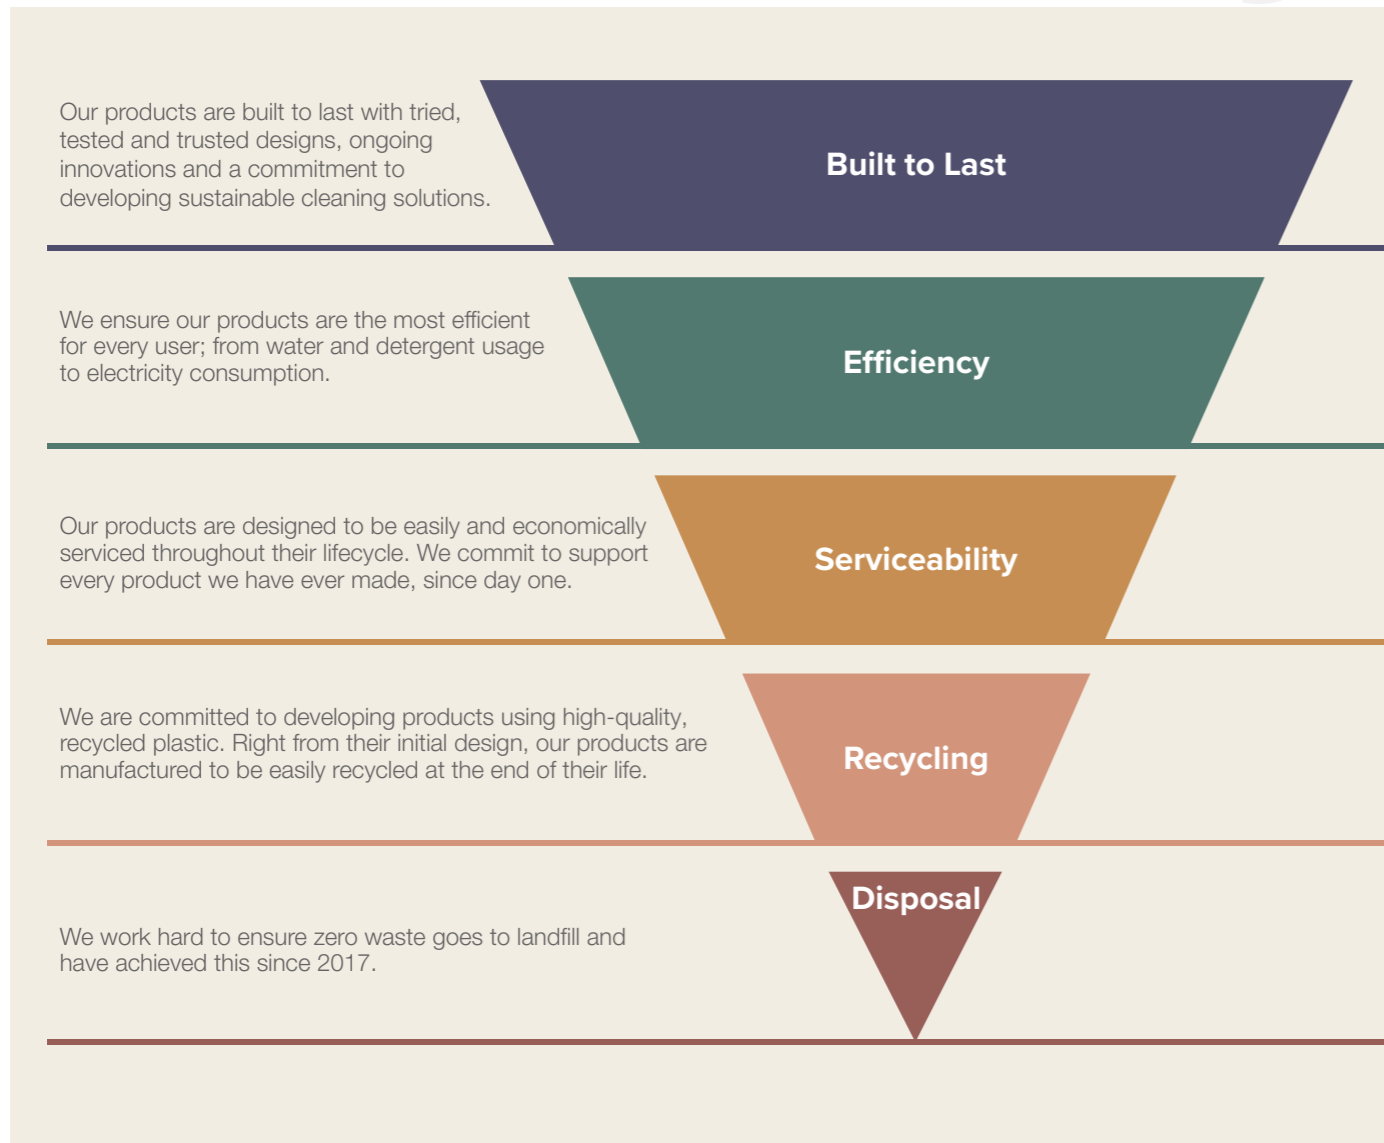 Our products are built to last with tried,
tested and trusted designs, ongoing
innovations and a commitment to
developing sustainable cleaning solutions.
Built to Last
We ensure our products are the most efficient
for every user; from water and detergent usage
to electricity consumption.
Efficiency
Our products are designed to be easily and economically
serviced throughout their lifecycle. We commit to support
every product we have ever made, since day one.
Serviceability
We are committed to developing products using high-quality,
recycled plastic. Right from their initial design, our products are
manufactured to be easily recycled at the end of their life.
Recycling
Disposal
We work hard to ensure zero waste goes to landfill and
have achieved this since 2017.